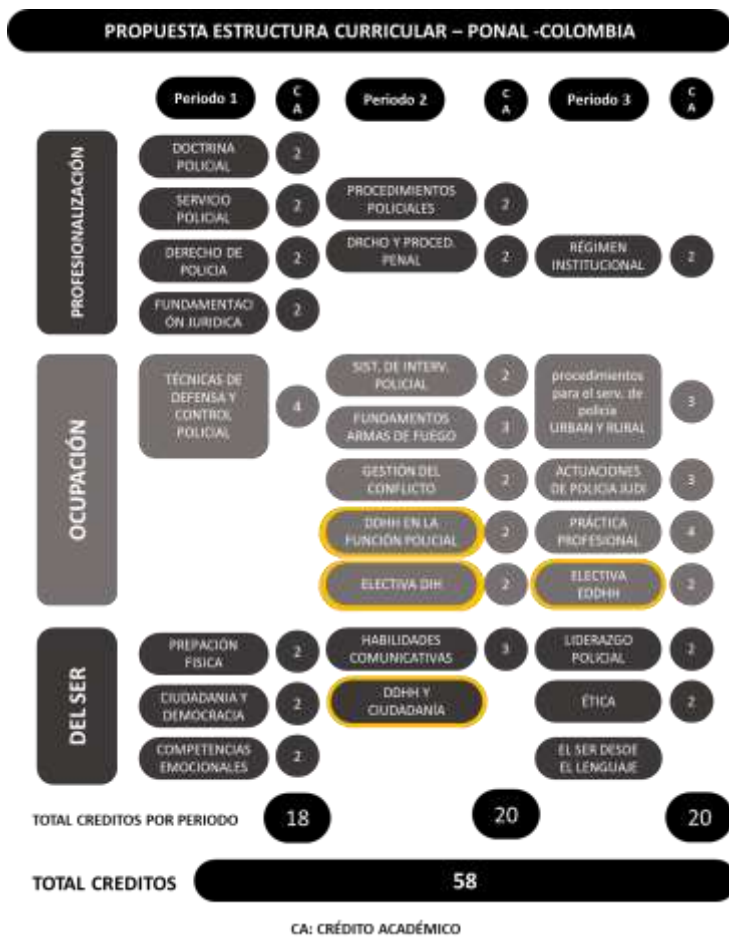 PROPUESTA ESTRUCTURA CURRICULAR – PONAL -COLOMBIA
Periodo 1
C
A
Periodo 2
C
A
Periodo 3
C
A
PROFESIONALIZACIÓN
DOCTRINA
POLICIAL
2
SERVICIO
POLICIAL
2
PROCEDIMIENTOS
POLICIALES
2
DERECHO DE
POLICIA
2
DRCHO Y PROCED.
PENAL
2
RÉGIMEN
INSTITUCIONAL
2
FUNDAMENTACI
ÓN JURIDICA
2
OCUPACIÓN
TÉCNICAS DE
DEFENSA Y
CONTROL
POLICIAL
4
SIST. DE INTERV.
POLICIAL
2
procedimientos
para el serv. de
policia
URBAN Y RURAL
3
FUNDAMENTOS
ARMAS DE FUEGO
3
GESTIÓN DEL
CONFLICTO
2
ACTUACIONES
DE POLICIA JUDI
3
DDHH EN LA
FUNCIÓN POLICIAL
2
PRÁCTICA
PROFESIONAL
4
ELECTIVA DIH
2
ELECTIVA
EDDHH
2
DEL SER
PREPACIÓN
FISICA
2
HABILIDADES
COMUNICATIVAS
3
LIDERAZGO
POLICIAL
2
CIUDADANIA Y
DEMOCRACIA
2
DDHH Y
CIUDADANÍA
ÉTICA
2
COMPETENCIAS
EMOCIONALES
2
EL SER DESDE
EL LENGUAJE
TOTAL CREDITOS POR PERIODO
18
20
20
TOTAL CREDITOS
58
CA: CRÉDITO ACADÉMICO